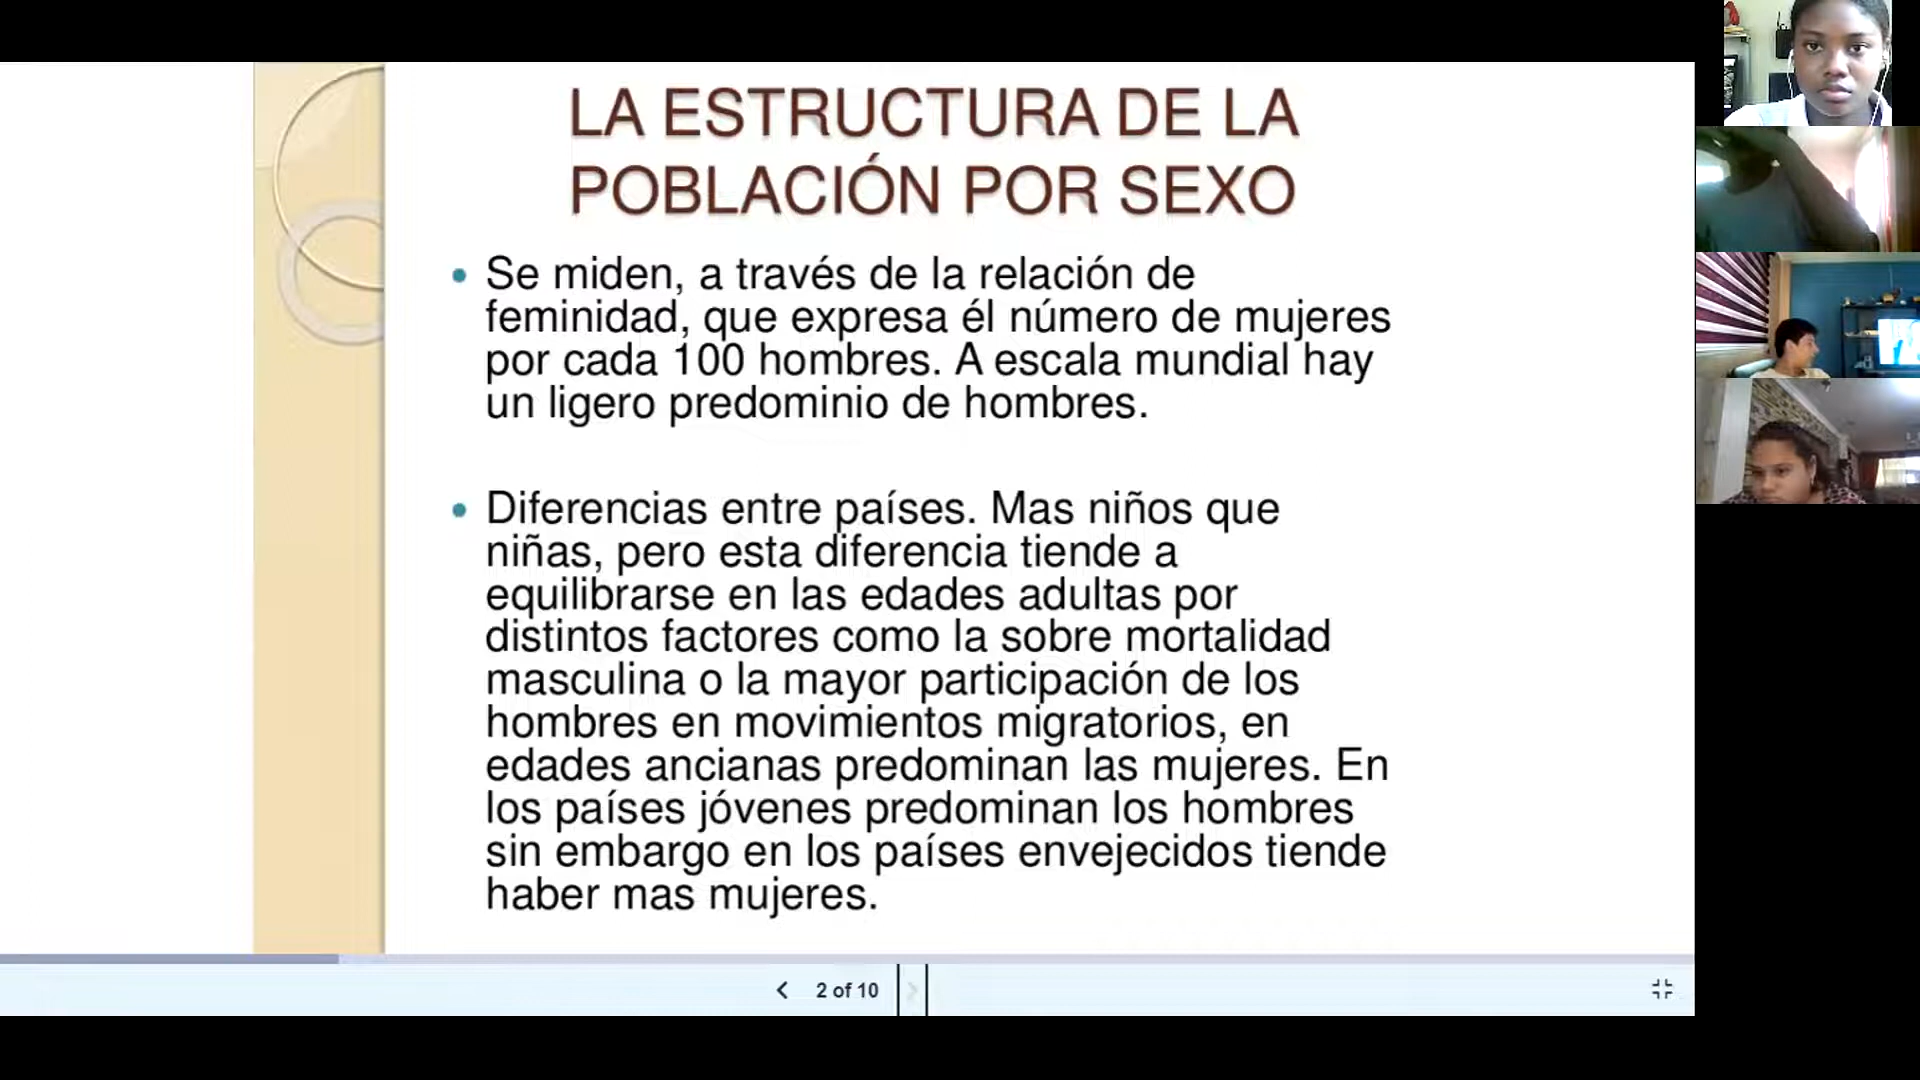 LA ESTRUCTURA DE LA
POBLACIÓN POR SEXO
• Se miden, a través de la relación de
feminidad, que expresa él número de mujeres
por cada 100 hombres. A escala mundial hay
un ligero predominio de hombres.
• Diferencias entre países. Mas niños que
niñas, pero esta diferencia tiende a
equilibrarse en las edades adultas por
distintos factores como la sobre mortalidad
masculina o la mayor participación de los
hombres en movimientos migratorios, en
edades ancianas predominan las mujeres. En
los países jóvenes predominan los hombres
sin embargo en los países envejecidos tiende
haber mas mujeres.
2 of 10